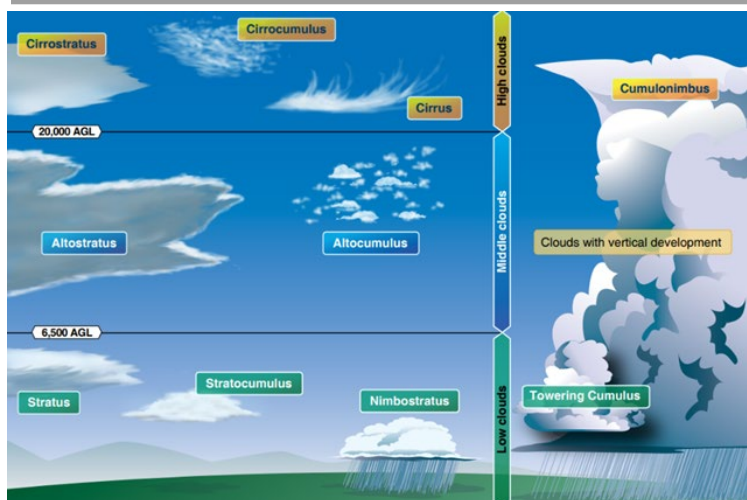 Cirrostratus
Cirrocumulus
Cirrus
High clouds
Cumulonimbus
20,000 AGL
Altostratus
Altocumulus
Middle clouds
Clouds with vertical development
6,500 AGL
Stratus
Stratocumulus
Nimbostratus
Low clouds
Towering Cumulus